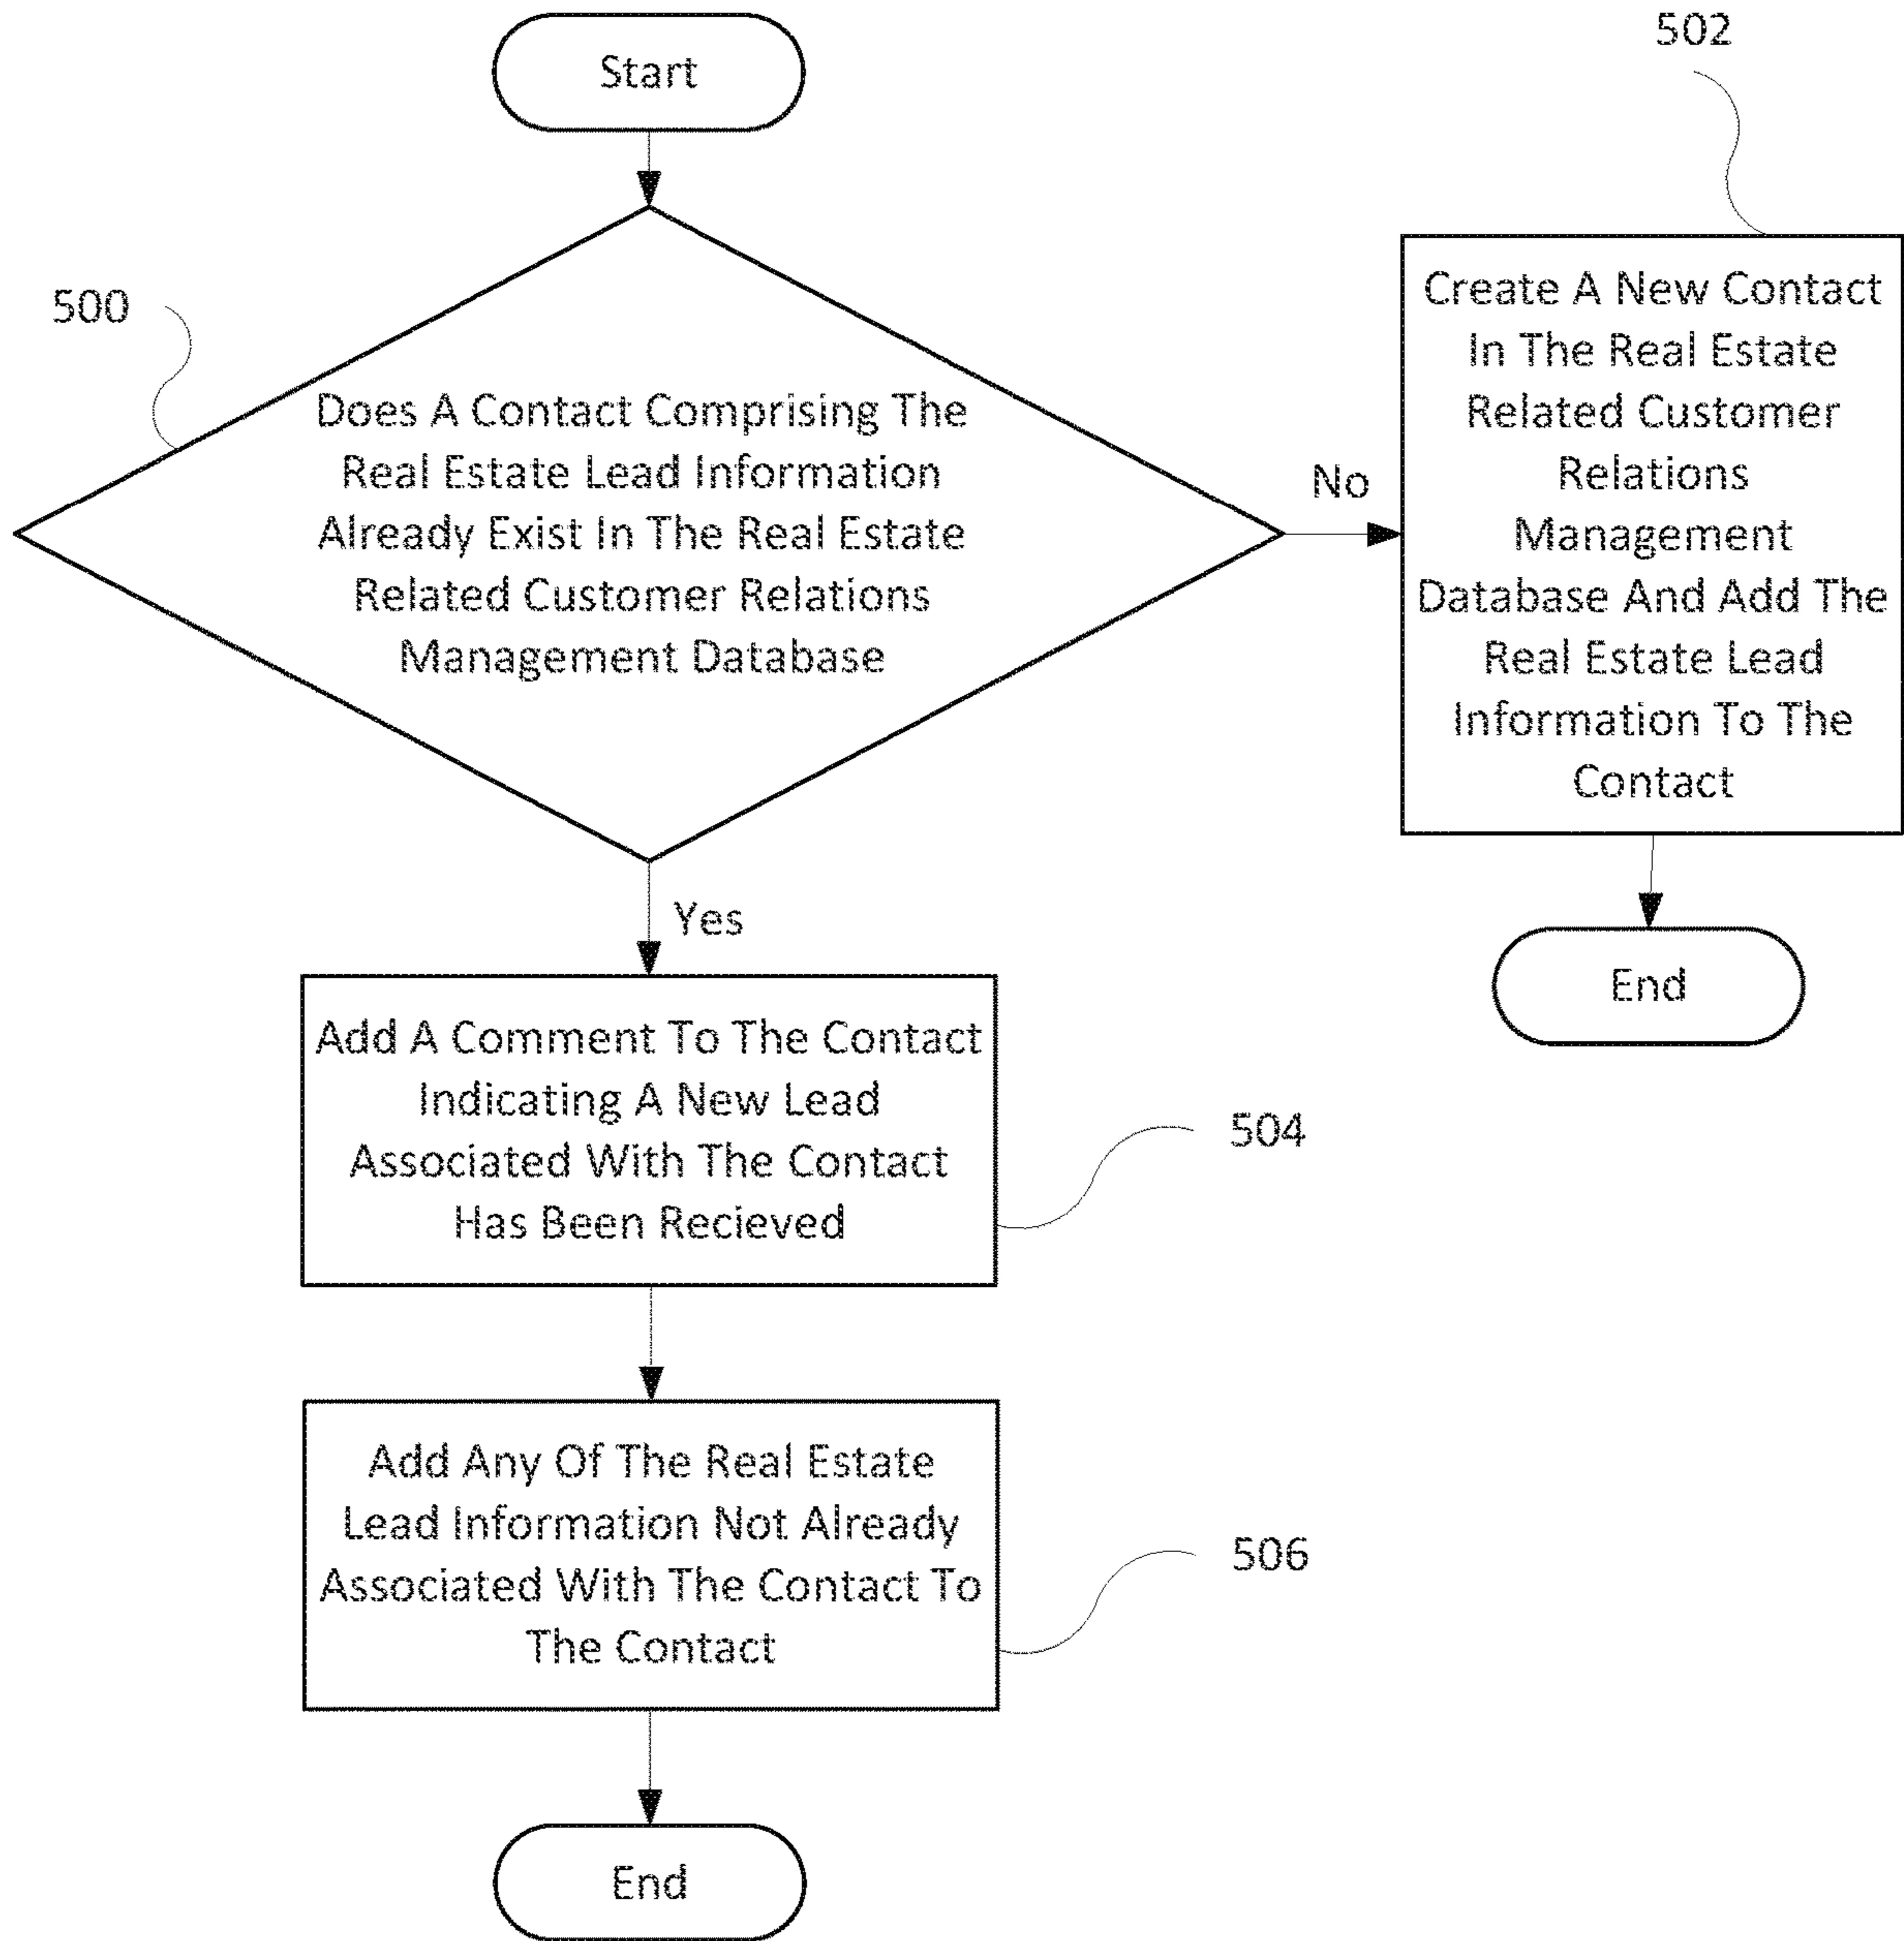 Start
500
Does A Contact Comprising The
Real Estate Lead Information
Already Exist In The Real Estate
Related Customer Relations
Management Database
No
502
Create A New Contact
In The Real Estate
Related Customer
Relations
Management
Database And Add The
Real Estate Lead
Information To The
Contact
End
Yes
Add A Comment To The Contact
Indicating A New Lead
Associated With The Contact
Has Been Recieved
504
Add Any Of The Real Estate
Lead Information Not Already
Associated With The Contact To
The Contact
506
End